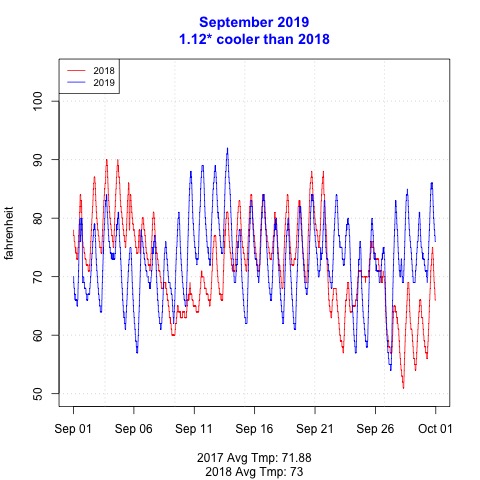 September 2019
1.12* cooler than 2018
2018
2019
fahrenheit
100
90
80
70
60
50
Sep 01 Sep 06 Sep 11 Sep 16 Sep 21 Sep 26 Oct 01
2017 Avg Tmp: 71.88
2018 Avg Tmp: 73